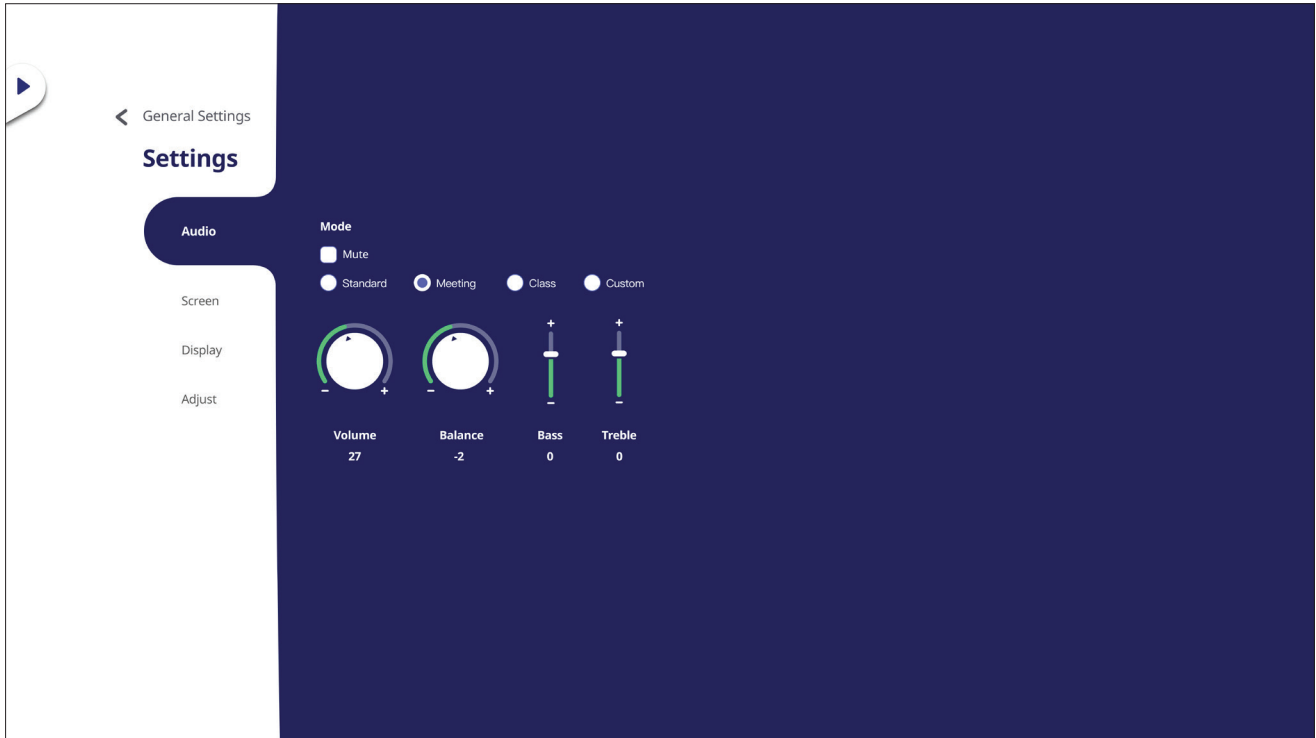 General Settings
Settings
Audio
Screen
Display
Adjust
Mode
Mute
Standard Meeting Class Custom
+ +
- + - + - -
Volume Balance Bass Treble
27 -2 0 0